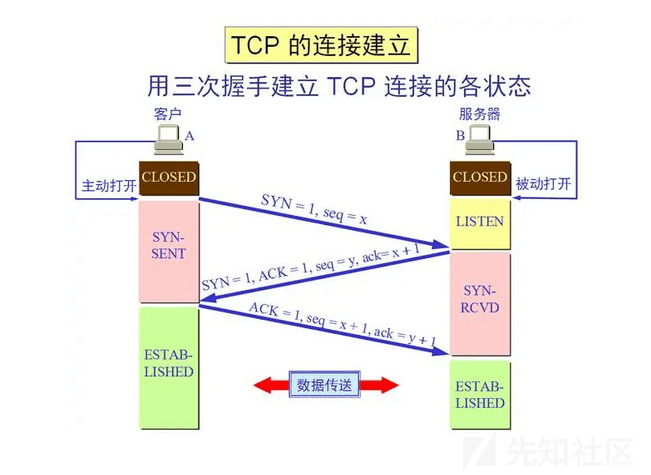 TCP 的连接建立
用三次握手建立 TCP 连接的各状态
客户
服务器
A
B
CLOSED
CLOSED
主动打开
被动打开
SYN = 1, seq = x
LISTEN
SYN-
SENT
SYN = 1, ACK = 1, seq = y, ack= x + 1
SYN-
RCVD
ACK = 1, seq = x + 1, ack = y + 1
ESTAB-
LISHED
数据传送
ESTAB-
LISHED
先知社区